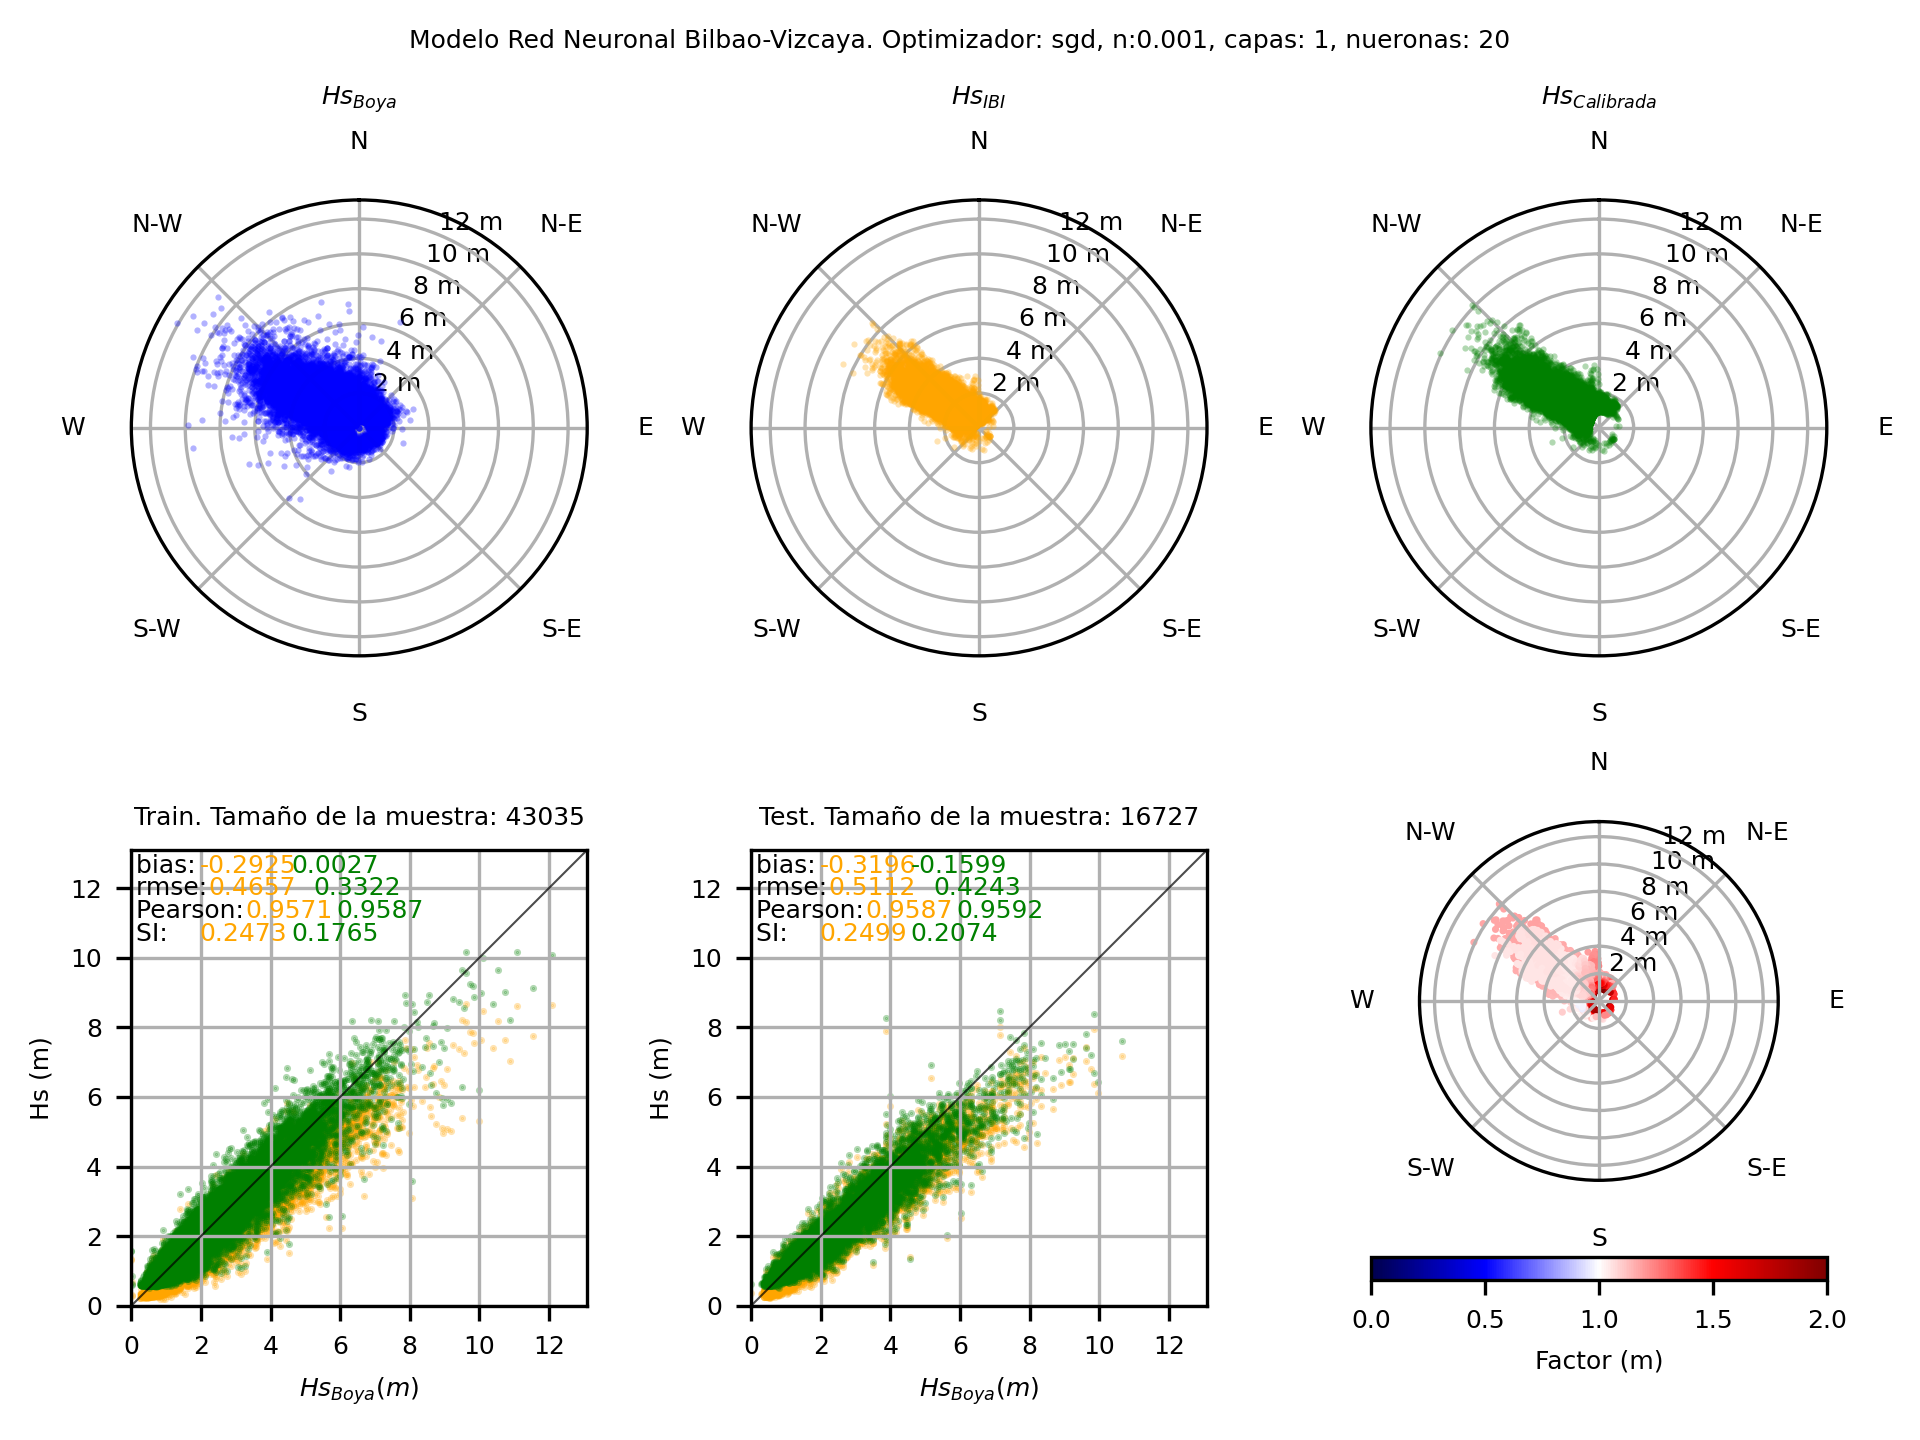 Modelo Red Neuronal Bilbao-Vizcaya. Optimizador: sgd, n:0.001, capas: 1, nueronas: 20
Hs_Boya
N
N-W
N-E
12 m
10 m
8 m
6 m
4 m
2 m
W
E
S-W
S-E
S
Hs_IBI
N
N-W
N-E
12 m
10 m
8 m
6 m
4 m
2 m
W
E
S-W
S-E
S
Hs_Calibrada
N
N-W
N-E
12 m
10 m
8 m
6 m
4 m
2 m
W
E
S-W
S-E
S
Train. Tamaño de la muestra: 43035
bias: -0.2925 0.0027
rmse: 0.4657 0.3322
Pearson: 0.9571 0.9587
SI: 0.2473 0.1765
Hs (m)
12
10
8
6
4
2
0
0 2 4 6 8 10 12
Hs_Boya(m)
Test. Tamaño de la muestra: 16727
bias: -0.3196 -0.1599
rmse: 0.5112 0.4243
Pearson: 0.9587 0.9592
SI: 0.2499 0.2074
Hs (m)
12
10
8
6
4
2
0
0 2 4 6 8 10 12
Hs_Boya(m)
N
N-W
N-E
12 m
10 m
8 m
6 m
4 m
2 m
W
E
S-W
S-E
S
0.0 0.5 1.0 1.5 2.0
Factor (m)